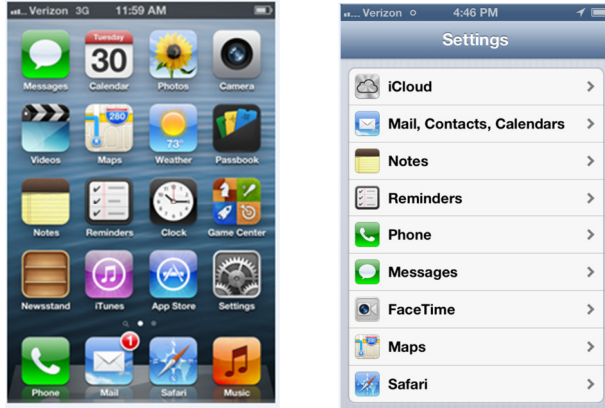 Verizon 3G 11:59 AM
Tuesday
30
Messages Calendar Photos Camera
280
73°
Videos Maps Weather Passbook
Notes Reminders Clock Game Center
Newsstand iTunes App Store Settings
1
Phone Mail Safari Music
Verizon 4:46 PM
Settings
iCloud
Mail, Contacts, Calendars
Notes
Reminders
Phone
Messages
FaceTime
Maps
Safari